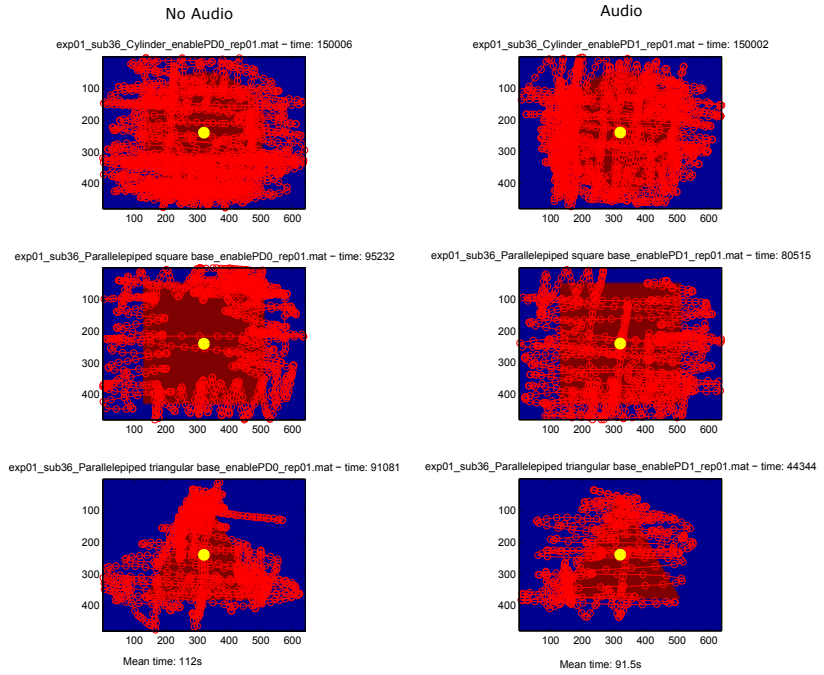 No Audio
Audio
exp01_sub36_Cylinder_enablePD0_rep01.mat − time: 150006
exp01_sub36_Cylinder_enablePD1_rep01.mat − time: 150002
100
200
300
400
100 200 300 400 500 600
100
200
300
400
100 200 300 400 500 600
exp01_sub36_Parallelepiped square base_enablePD0_rep01.mat − time: 95232
exp01_sub36_Parallelepiped square base_enablePD1_rep01.mat − time: 80515
100
200
300
400
100 200 300 400 500 600
100
200
300
400
100 200 300 400 500 600
exp01_sub36_Parallelepiped triangular base_enablePD0_rep01.mat − time: 91081
exp01_sub36_Parallelepiped triangular base_enablePD1_rep01.mat − time: 44344
100
200
300
400
100 200 300 400 500 600
100
200
300
400
100 200 300 400 500 600
Mean time: 112s
Mean time: 91.5s